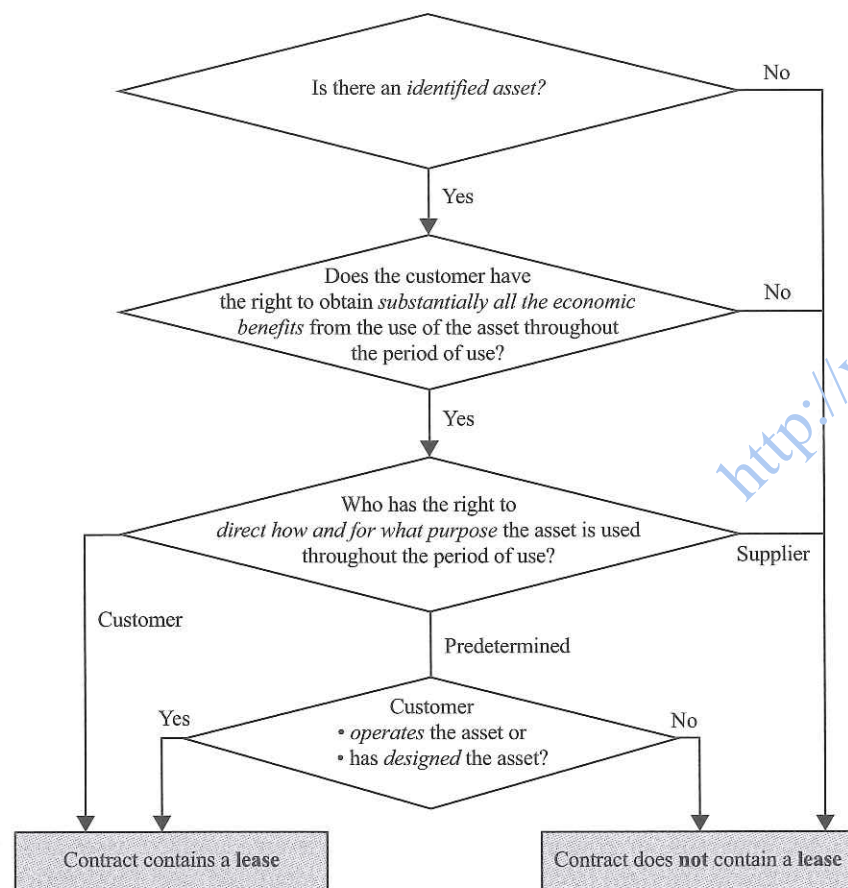 Is there an identified asset?
No
Yes
Does the customer have
the right to obtain substantially all the economic
benefits from the use of the asset throughout
the period of use?
No
Yes
http://
Who has the right to
direct how and for what purpose the asset is used
throughout the period of use?
Supplier
Customer
Predetermined
Yes
Customer
• operates the asset or
• has designed the asset?
No
Contract contains a lease
Contract does not contain a lease